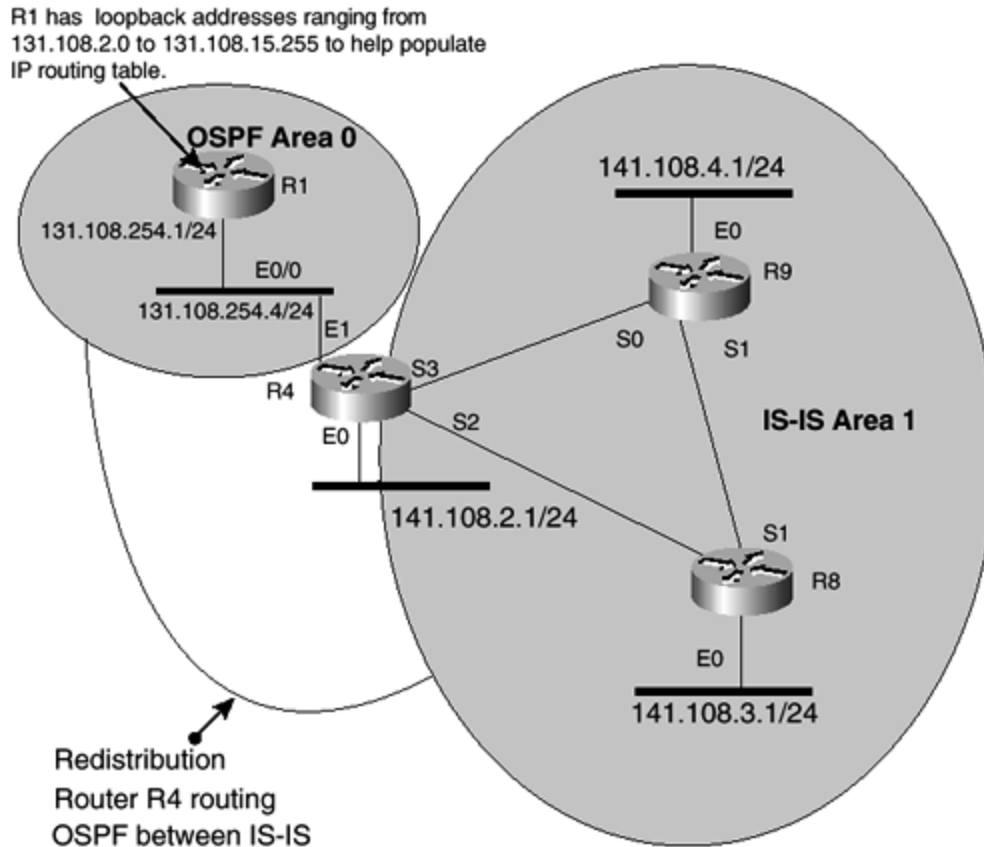 R1 has loopback addresses ranging from
131.108.2.0 to 131.108.15.255 to help populate
IP routing table.
OSPF Area 0
R1
131.108.254.1/24
E0/0
131.108.254.4/24
E1
R4
S3
S2
E0
141.108.2.1/24
141.108.4.1/24
E0
R9
S0
S1
IS-IS Area 1
S1
R8
E0
141.108.3.1/24
Redistribution
Router R4 routing
OSPF between IS-IS